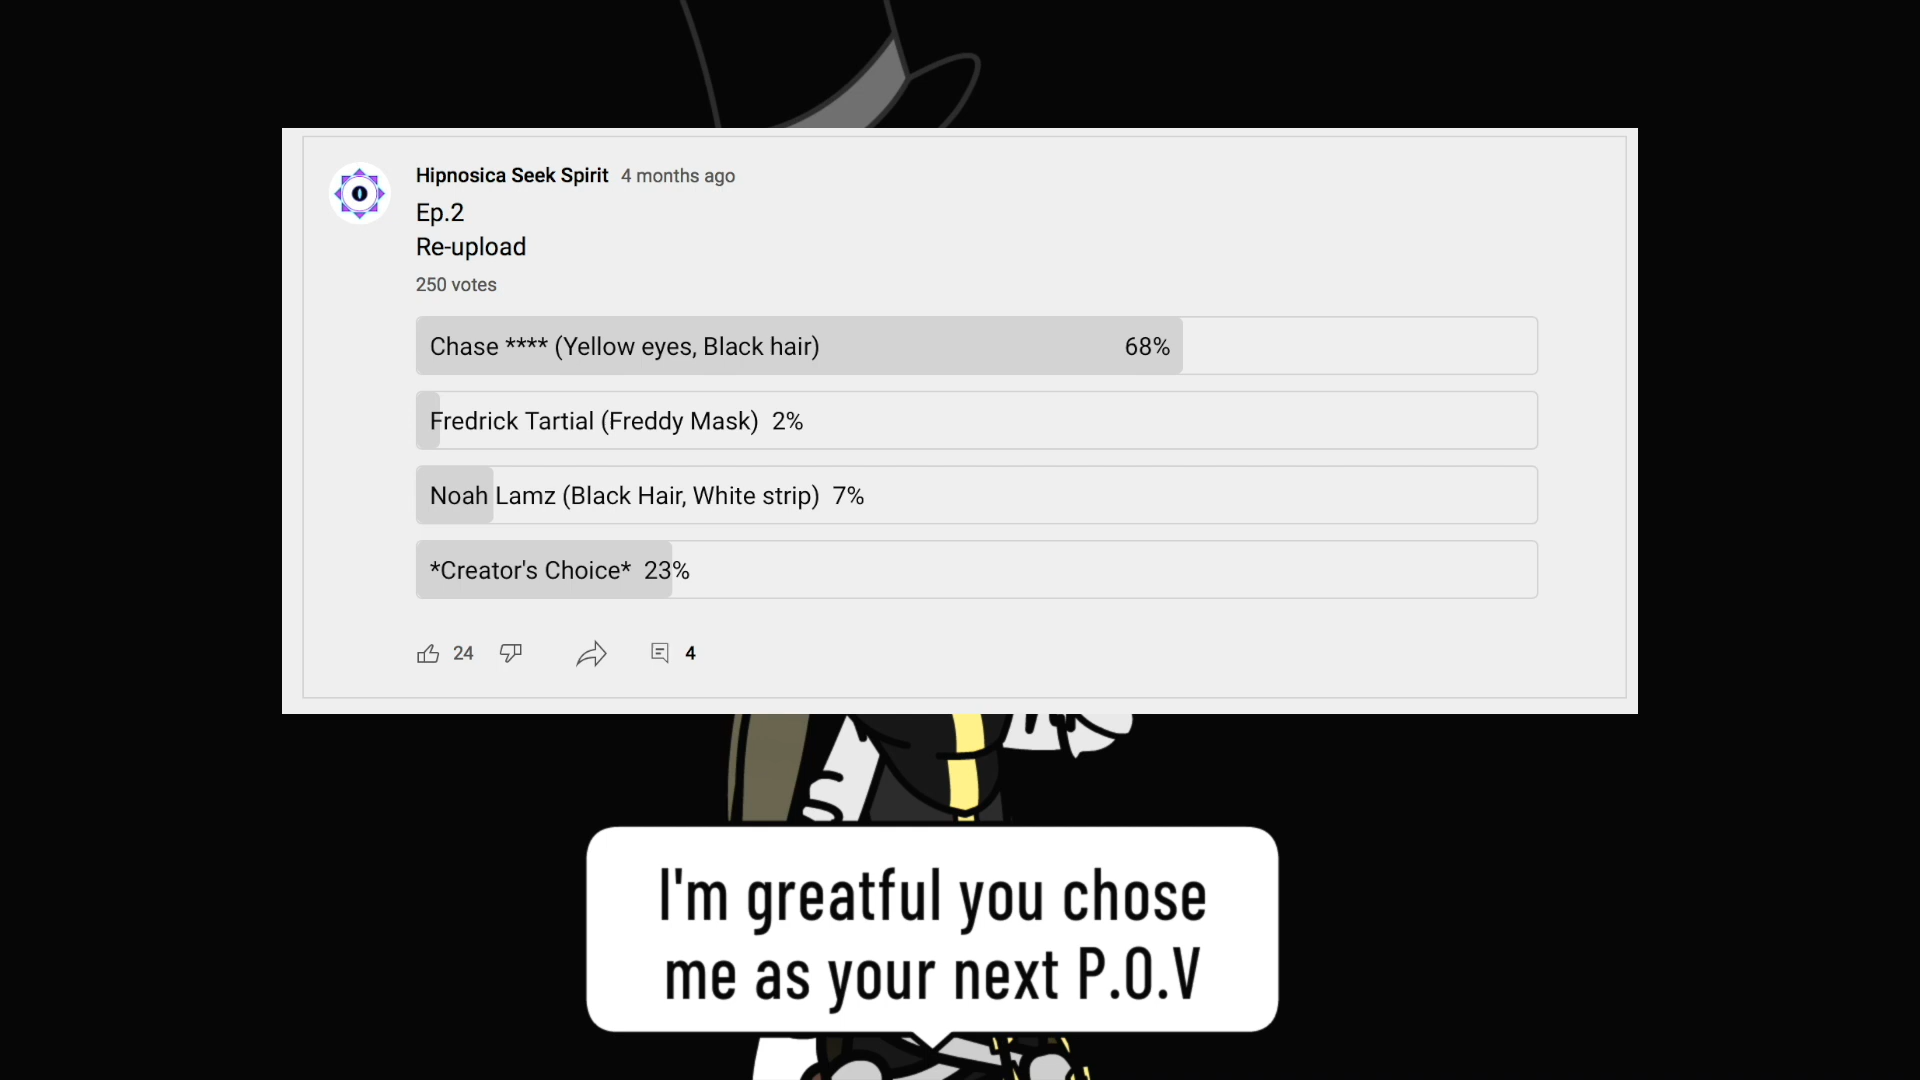 Hipnosica Seek Spirit 4 months ago
Ep.2
Re-upload
250 votes
Chase **** (Yellow eyes, Black hair) 68%
Fredrick Tartial (Freddy Mask) 2%
Noah Lamz (Black Hair, White strip) 7%
*Creator's Choice* 23%
24 4
I'm greatful you chose
me as your next P.O.V